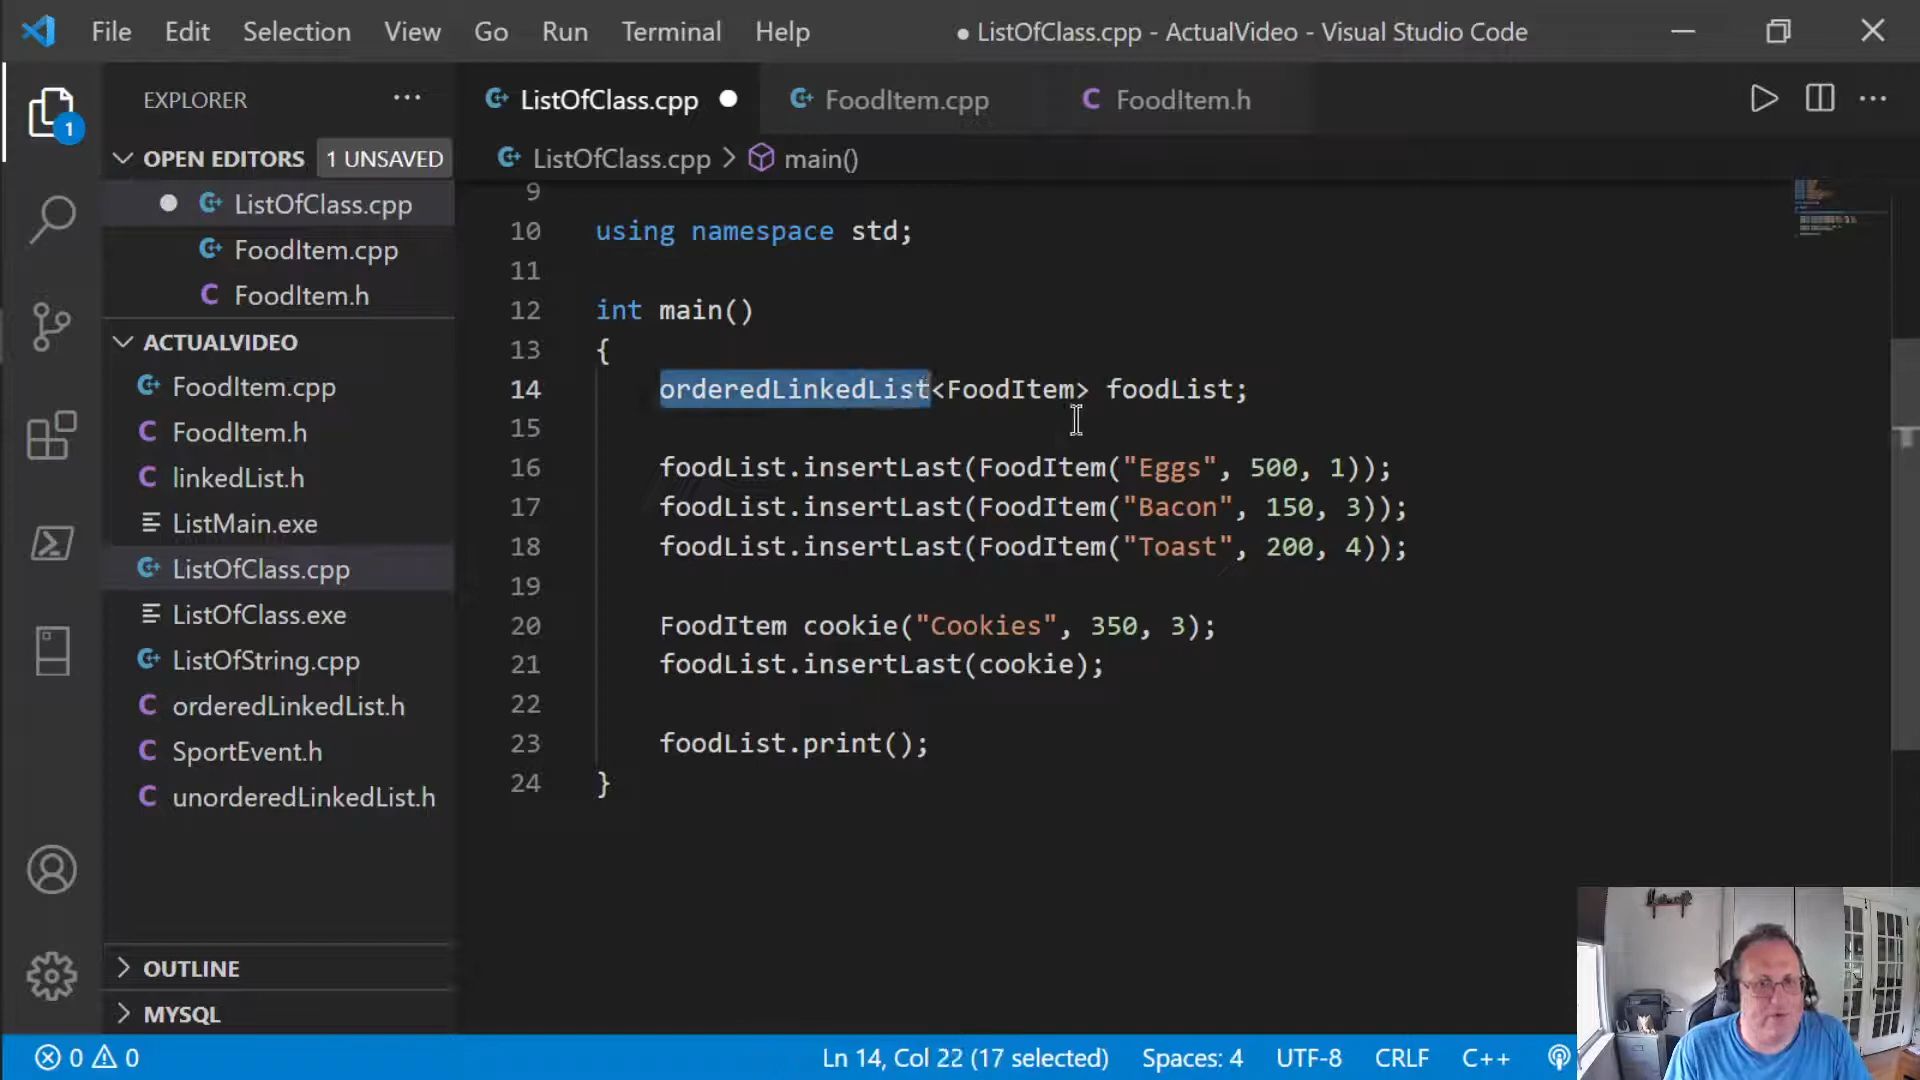 File Edit Selection View Go Run Terminal Help ● ListOfClass.cpp - ActualVideo - Visual Studio Code
EXPLORER ···
ListOfClass.cpp FoodItem.cpp FoodItem.h ···
1
OPEN EDITORS 1 UNSAVED
ListOfClass.cpp > main()
ListOfClass.cpp
FoodItem.cpp
FoodItem.h
ACTUALVIDEO
FoodItem.cpp
FoodItem.h
linkedList.h
ListMain.exe
ListOfClass.cpp
ListOfClass.exe
ListOfString.cpp
orderedLinkedList.h
SportEvent.h
unorderedLinkedList.h
OUTLINE
MYSQL
9
10 using namespace std;
11
12 int main()
13 {
14 orderedLinkedList<FoodItem> foodList;
15
16 foodList.insertLast(FoodItem("Eggs", 500, 1));
17 foodList.insertLast(FoodItem("Bacon", 150, 3));
18 foodList.insertLast(FoodItem("Toast", 200, 4));
19
20 FoodItem cookie("Cookies", 350, 3);
21 foodList.insertLast(cookie);
22
23 foodList.print();
24 }
0 0 Ln 14, Col 22 (17 selected) Spaces: 4 UTF-8 CRLF C++